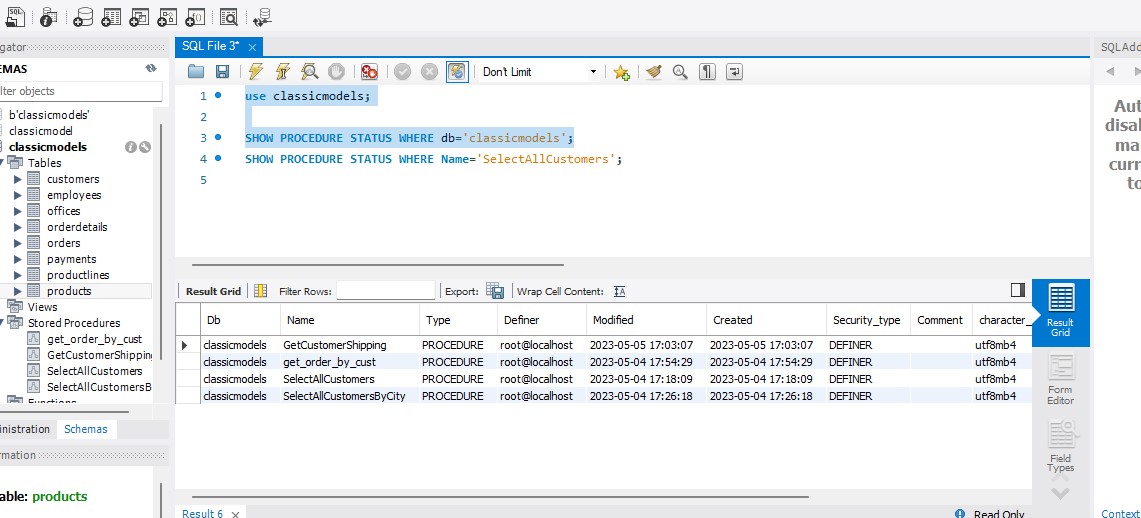 SQL
gator
SQL File 3*
SQLAdd
EMAS
lter objects
Don't Limit
b'classicmodels'
classicmodel
classicmodels
Tables
customers
employees
offices
orderdetails
orders
payments
productlines
products
Views
Stored Procedures
get_order_by_cust
GetCustomerShipping
SelectAllCustomers
SelectAllCustomersB
Functions
1 use classicmodels;
2
3 SHOW PROCEDURE STATUS WHERE db='classicmodels';
4 SHOW PROCEDURE STATUS WHERE Name='SelectAllCustomers';
5
Aut
disal
ma
curr
to
Result Grid Filter Rows: Export: Wrap Cell Content: IA
Db Name Type Definer Modified Created Security_type Comment character_
classicmodels GetCustomerShipping PROCEDURE root@localhost 2023-05-05 17:03:07 2023-05-05 17:03:07 DEFINER utf8mb4
classicmodels get_order_by_cust PROCEDURE root@localhost 2023-05-04 17:54:29 2023-05-04 17:54:29 DEFINER utf8mb4
classicmodels SelectAllCustomers PROCEDURE root@localhost 2023-05-04 17:18:09 2023-05-04 17:18:09 DEFINER utf8mb4
classicmodels SelectAllCustomersByCity PROCEDURE root@localhost 2023-05-04 17:26:18 2023-05-04 17:26:18 DEFINER utf8mb4
Result
Grid
Form
Editor
Field
Types
inistration Schemas
rmation
able: products
Result 6
Read Only
Context